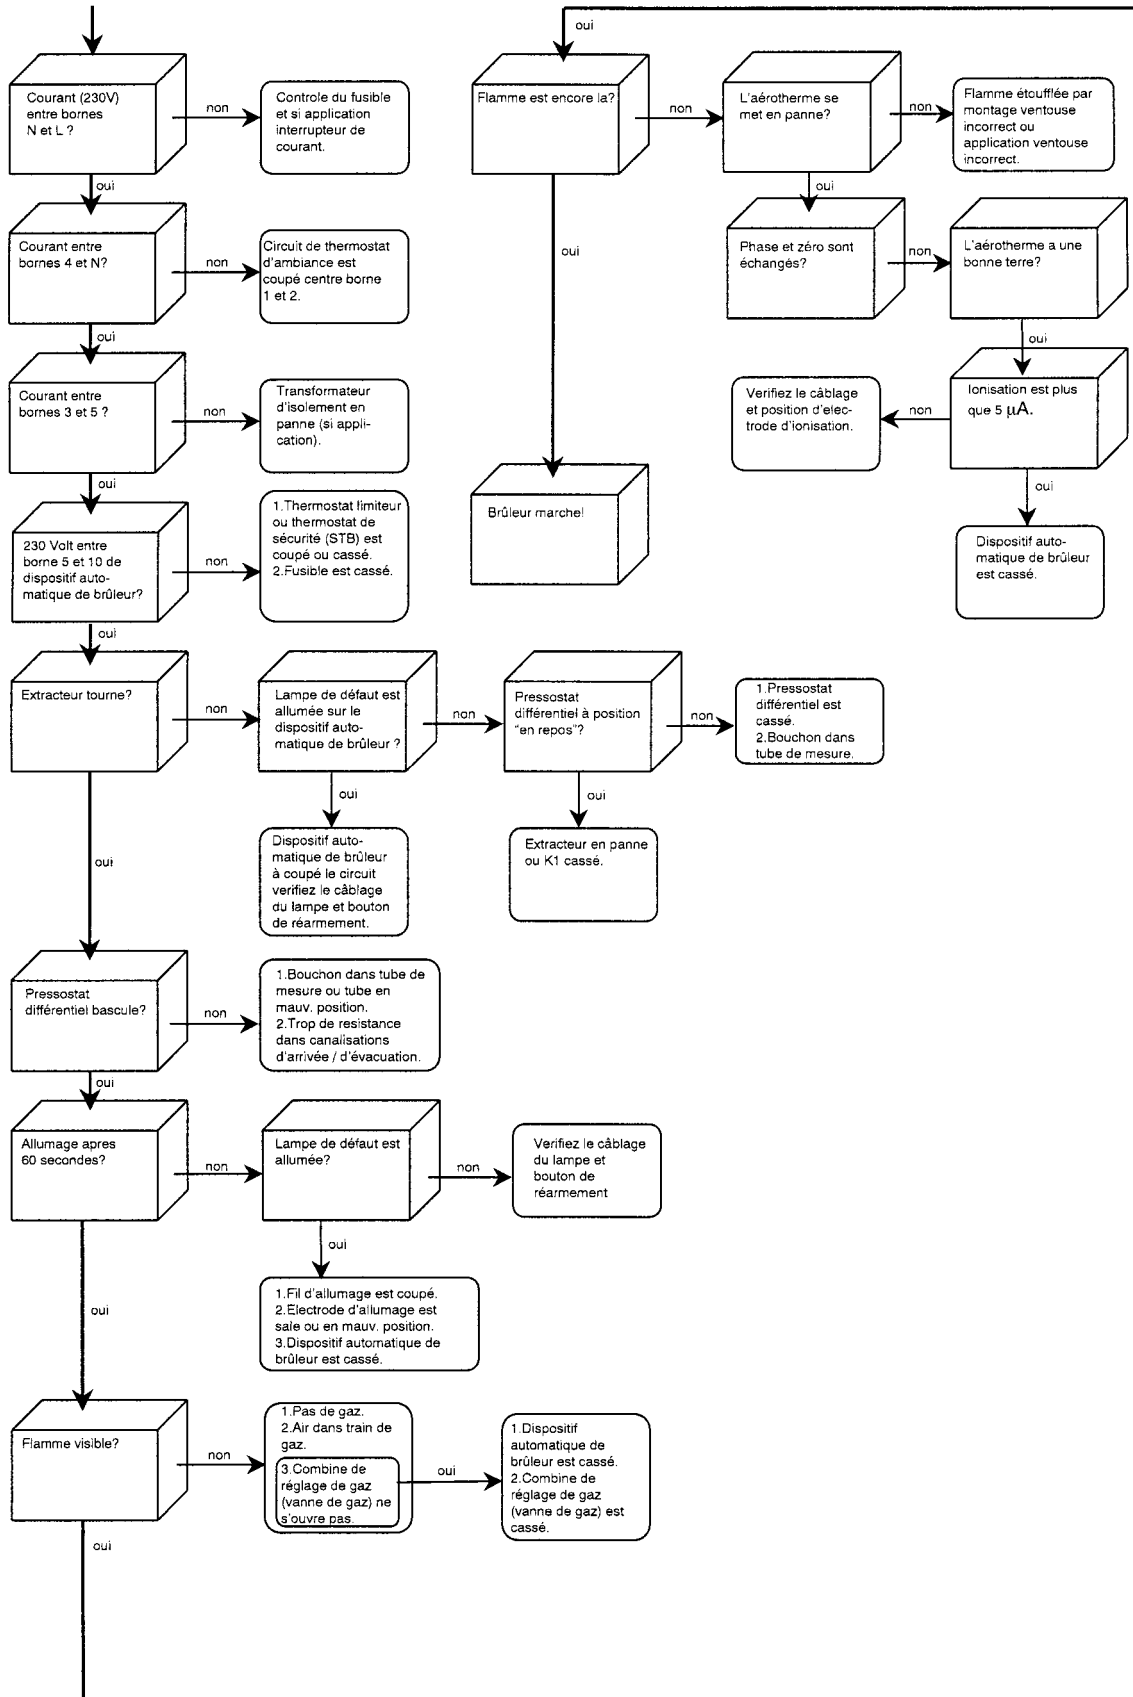 Courant (230V)
entre bornes
N et L ?
non
Controle du fusible
et si application
interrupteur de
courant.
oui
Courant entre
bornes 4 et N?
non
Circuit de thermostat
d'ambiance est
coupé centre borne
1 et 2.
oui
Courant entre
bornes 3 et 5 ?
non
Transformateur
d'isolement en
panne (si appli-
cation).
oui
230 Volt entre
borne 5 et 10 de
dispositif auto-
matique de brûleur?
non
1.Thermostat limiteur
ou thermostat de
sécurité (STB) est
coupé ou cassé.
2.Fusible est cassé.
oui
Extracteur tourne?
non
Lampe de défaut est
allumée sur le
dispositif auto-
matique de brûleur ?
non
Pressostat
différentiel à position
"en repos"?
non
1.Pressostat
différentiel est
cassé.
2.Bouchon dans
tube de mesure.
oui
Dispositif auto-
matique de brûleur
à coupé le circuit
verifiez le câblage
du lampe et bouton
de réarmement.
oui
Extracteur en panne
ou K1 cassé.
oui
Pressostat
différentiel bascule?
non
1.Bouchon dans tube de
mesure ou tube en
mauv. position.
2.Trop de resistance
dans canalisations
d'arrivée / d'évacuation.
oui
Allumage apres
60 secondes?
non
Lampe de défaut est
allumée?
non
Verifiez le câblage
du lampe et
bouton de
réarmement
oui
1.Fil d'allumage est coupé.
2.Electrode d'allumage est
sale ou en mauv. position.
3.Dispositif automatique de
brûleur est cassé.
oui
Flamme visible?
non
1.Pas de gaz.
2.Air dans train de
gaz.
3.Combine de
réglage de gaz
(vanne de gaz) ne
s'ouvre pas.
oui
1.Dispositif
automatique de
brûleur est cassé.
2.Combine de
réglage de gaz
(vanne de gaz) est
cassé.
oui
oui
Flamme est encore la?
non
L'aérotherme se
met en panne?
non
Flamme étoufflée par
montage ventouse
incorrect ou
application ventouse
incorrect.
oui
Phase et zéro sont
échangés?
non
L'aérotherme a une
bonne terre?
oui
Ionisation est plus
que 5 µA.
non
Verifiez le câblage
et position d'elec-
trode d'ionisation.
oui
Dispositif auto-
matique de brûleur
est cassé.
oui
Brûleur marche!